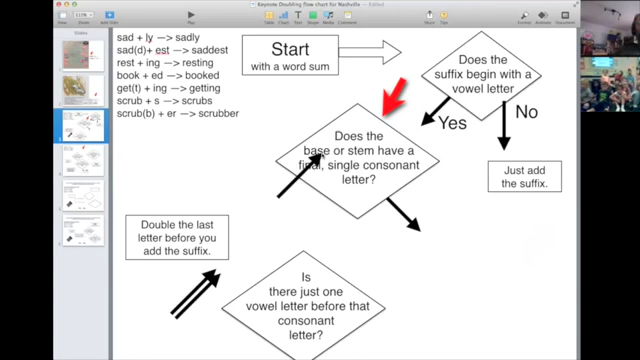 Keynote Doubling flow chart for Nashville — Edited
Slides
sad + ly —> sadly
sad(d)+ est —> saddest
rest + ing —> resting
book + ed —> booked
get(t) + ing —> getting
scrub + s —> scrubs
scrub(b) + er —> scrubber
Start
with a word sum
Does the
suffix begin with a
vowel letter
Yes
No
Just add
the suffix.
Does the
base or stem have a
final, single consonant
letter?
Double the last
letter before you
add the suffix.
Is
there just one
vowel letter before that
consonant
letter?